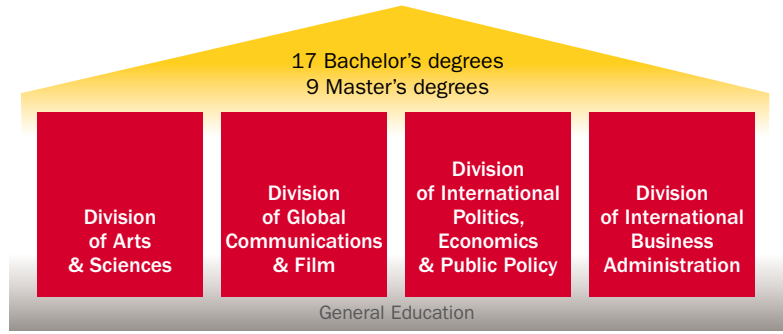 17 Bachelor's degrees
9 Master's degrees
Division
of Arts
& Sciences
Division
of Global
Communications
& Film
Division
of International
Politics,
Economics
& Public Policy
Division
of International
Business
Administration
General Education